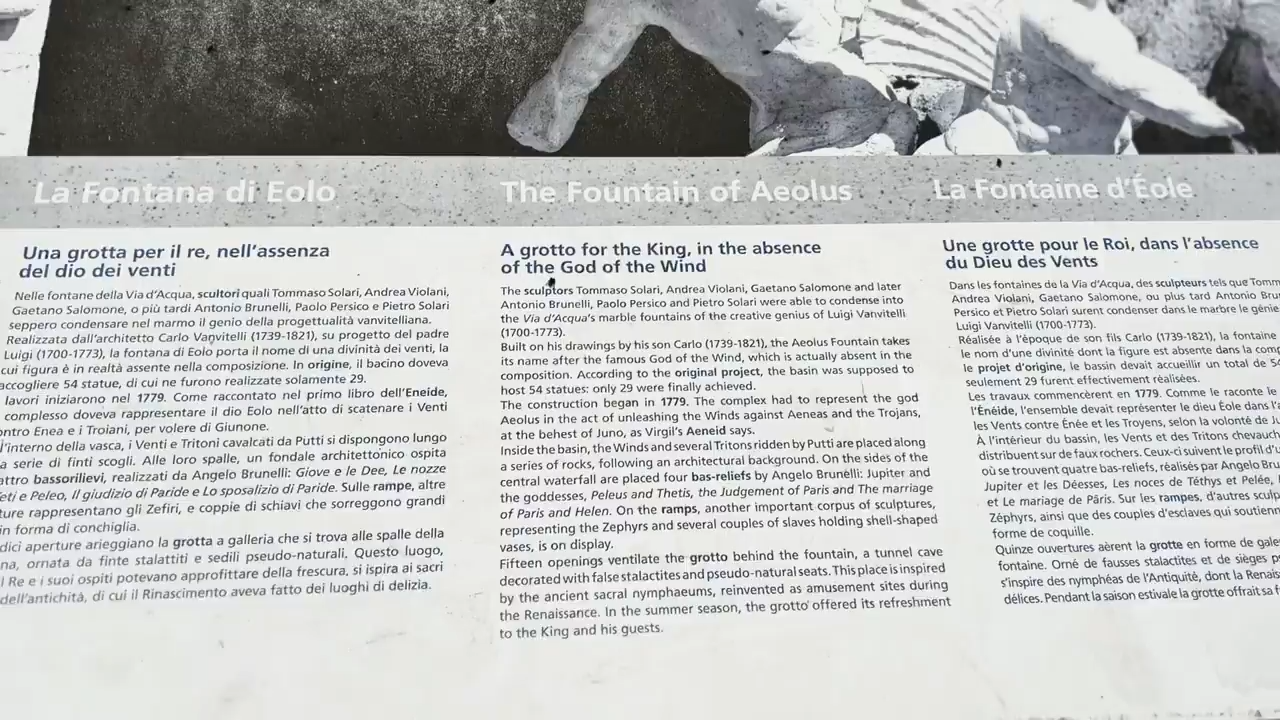 La Fontana di Eolo
Una grotta per il re, nell'assenza
del dio dei venti
Nelle fontane della Via d'Acqua, scultori quali Tommaso Solari, Andrea Violani,
Gaetano Salomone, o più tardi Antonio Brunelli, Paolo Persico e Pietro Solari
seppero condensare nel marmo il genio della progettualità vanvitelliana.
Realizzata dall'architetto Carlo Vanvitelli (1739-1821), su progetto del padre
Luigi (1700-1773), la fontana di Eolo porta il nome di una divinità dei venti, la
cui figura è in realtà assente nella composizione. In origine, il bacino doveva
accogliere 54 statue, di cui ne furono realizzate solamente 29.
lavori iniziarono nel 1779. Come raccontato nel primo libro dell'Eneide,
complesso doveva rappresentare il dio Eolo nell'atto di scatenare i Venti
ontro Enea e i Troiani, per volere di Giunone.
l'interno della vasca, i Venti e Tritoni cavalcati da Putti si dispongono lungo
a serie di finti scogli. Alle loro spalle, un fondale architettonico ospita
attro bassorilievi, realizzati da Angelo Brunelli: Giove e le Dee, Le nozze
eti e Peleo, Il giudizio di Paride e Lo sposalizio di Paride. Sulle rampe, altre
ture rappresentano gli Zefiri, e coppie di schiavi che sorreggono grandi
in forma di conchiglia.
dici aperture arieggiano la grotta a galleria che si trova alle spalle della
na, ornata da finte stalattiti e sedili pseudo-naturali. Questo luogo,
l Re e i suoi ospiti potevano approfittare della frescura, si ispira ai sacri
dell'antichità, di cui il Rinascimento aveva fatto dei luoghi di delizia.
The Fountain of Aeolus
A grotto for the King, in the absence
of the God of the Wind
The sculptors Tommaso Solari, Andrea Violani, Gaetano Salomone and later
Antonio Brunelli, Paolo Persico and Pietro Solari were able to condense into
the Via d'Acqua's marble fountains of the creative genius of Luigi Vanvitelli
(1700-1773).
Built on his drawings by his son Carlo (1739-1821), the Aeolus Fountain takes
its name after the famous God of the Wind, which is actually absent in the
composition. According to the original project, the basin was supposed to
host 54 statues: only 29 were finally achieved.
The construction began in 1779. The complex had to represent the god
Aeolus in the act of unleashing the Winds against Aeneas and the Trojans,
at the behest of Juno, as Virgil's Aeneid says.
Inside the basin, the Winds and several Tritons ridden by Putti are placed along
a series of rocks, following an architectural background. On the sides of the
central waterfall are placed four bas-reliefs by Angelo Brunelli: Jupiter and
the goddesses, Peleus and Thetis, the Judgement of Paris and The marriage
of Paris and Helen. On the ramps, another important corpus of sculptures,
representing the Zephyrs and several couples of slaves holding shell-shaped
vases, is on display.
Fifteen openings ventilate the grotto behind the fountain, a tunnel cave
decorated with false stalactites and pseudo-natural seats. This place is inspired
by the ancient sacral nymphaeums, reinvented as amusement sites during
the Renaissance. In the summer season, the grotto offered its refreshment
to the King and his guests.
La Fontaine d'Éole
Une grotte pour le Roi, dans l'absence
du Dieu des Vents
Dans les fontaines de la Via d'Acqua, des sculpteurs tels que Tomm
Andrea Violani, Gaetano Salomone, ou plus tard Antonio Bru
Persico et Pietro Solari surent condenser dans le marbre le génie
Luigi Vanvitelli (1700-1773).
Réalisée à l'époque de son fils Carlo (1739-1821), la fontaine
le nom d'une divinité dont la figure est absente dans la comp
le projet d'origine, le bassin devait accueillir un total de 54
seulement 29 furent effectivement réalisées.
Les travaux commencèrent en 1779. Comme le raconte le
l'Énéide, l'ensemble devait représenter le dieu Éole dans l'a
les Vents contre Énée et les Troyens, selon la volonté de Ju
À l'intérieur du bassin, les Vents et des Tritons chevauch
distribuent sur de faux rochers. Ceux-ci suivent le profil d'u
où se trouvent quatre bas-reliefs, réalisés par Angelo Bru
Jupiter et les Déesses, Les noces de Téthys et Pelée, l
et Le mariage de Pâris. Sur les rampes, d'autres sculp
Zéphyrs, ainsi que des couples d'esclaves qui soutienn
forme de coquille.
Quinze ouvertures aèrent la grotte en forme de gale
fontaine. Orné de fausses stalactites et de sièges p
s'inspire des nymphéas de l'Antiquité, dont la Renais
délices. Pendant la saison estivale la grotte offrait sa f